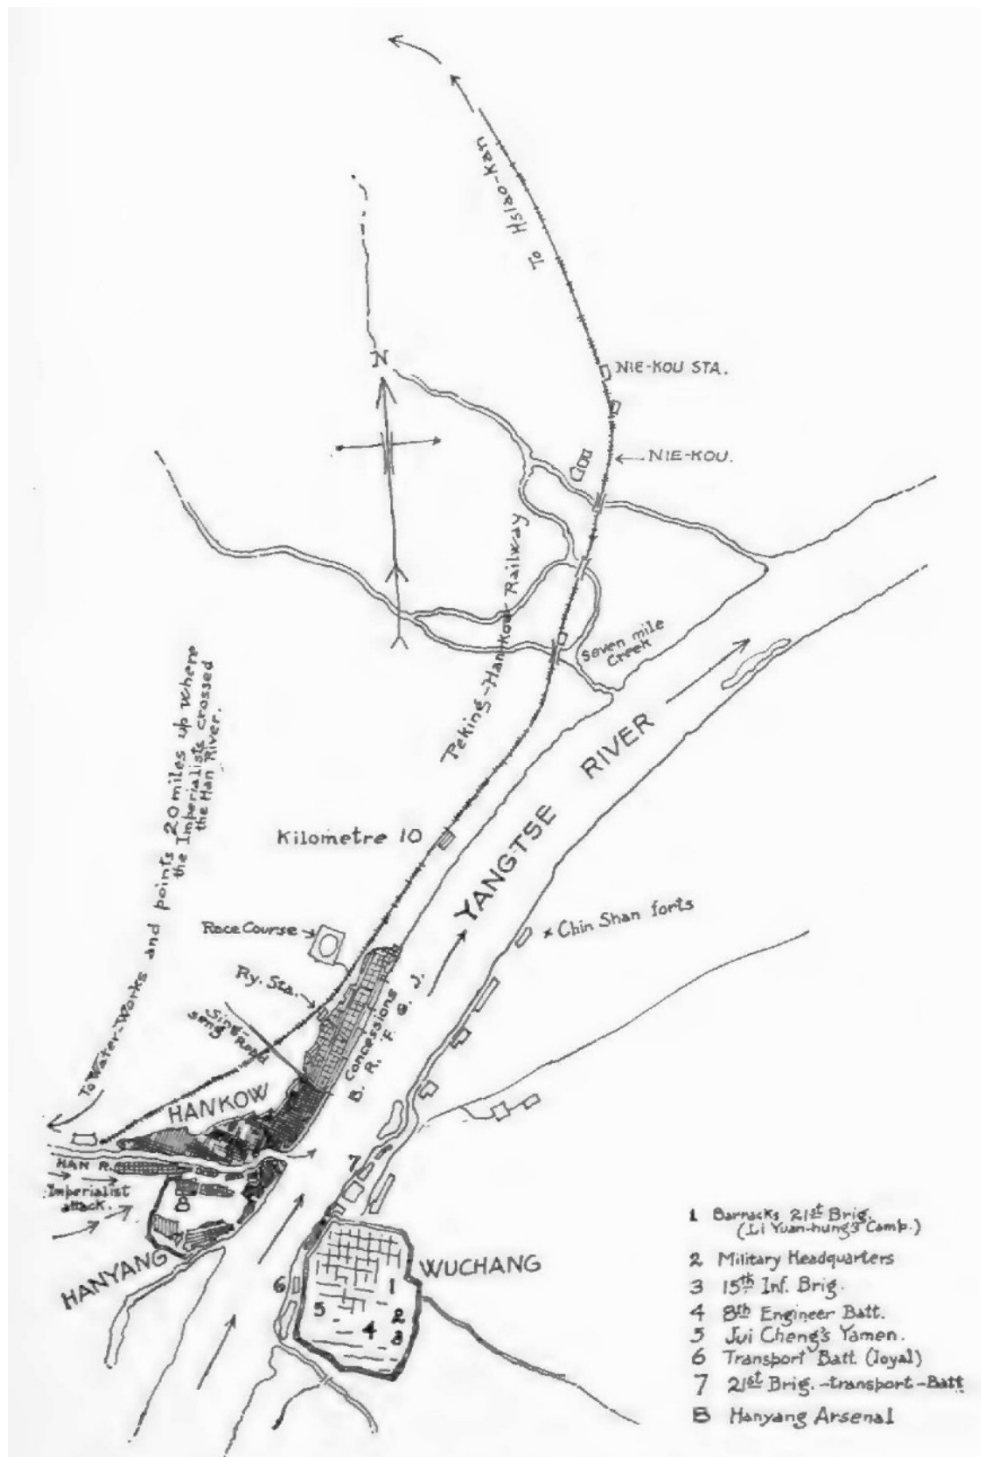 To Hsiao-Kan
N
NIE-KOU STA.
NIE-KOU.
Peking-Han-kou-Railway
Seven mile
Creek
To Water-Works and points 20 miles up where
the Imperialists crossed
the Han River.
YANGTSE RIVER
Kilometre 10
Race Course
Chin Shan forts
Ry. Sta.
Sing-
seng Road
Concessions
B. R. F. G. J.
HANKOW
HAN R.
Imperialist
attack.
HANYANG
WUCHANG
7
6
5
1
2
4
3
1 Barracks 21st Brig.
(Li Yuan-hung's Camp.)
2 Military Headquarters
3 15th Inf. Brig.
4 8th Engineer Batt.
5 Jui Cheng's Yamen.
6 Transport Batt (loyal)
7 21st Brig.-transport-Batt
8 Hanyang Arsenal